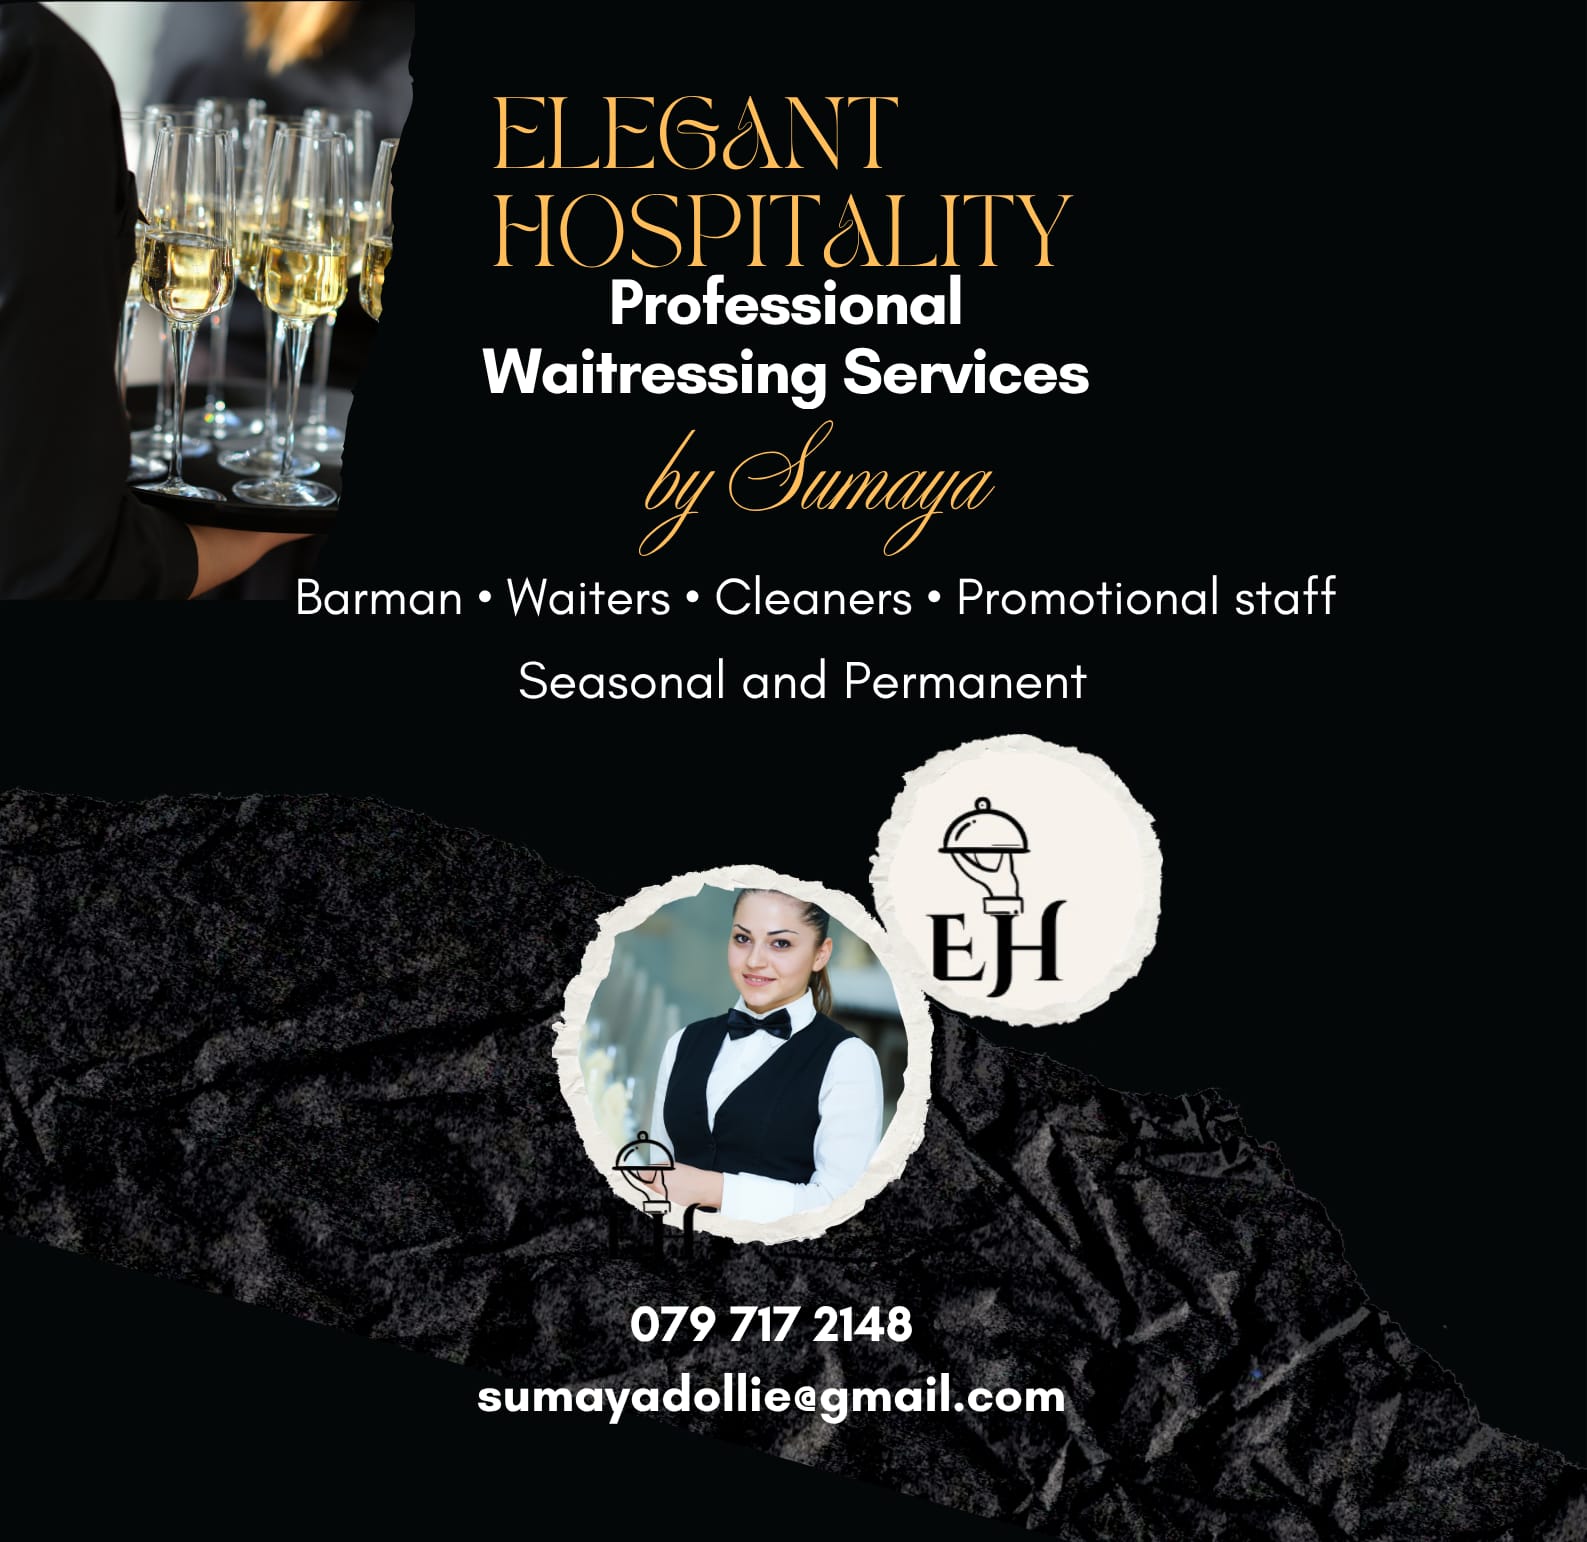 ELEGANT
HOSPITALITY
Professional
Waitressing Services
by Sumaya
Barman • Waiters • Cleaners • Promotional staff
Seasonal and Permanent
EH
EH
079 717 2148
sumayadollie@gmail.com